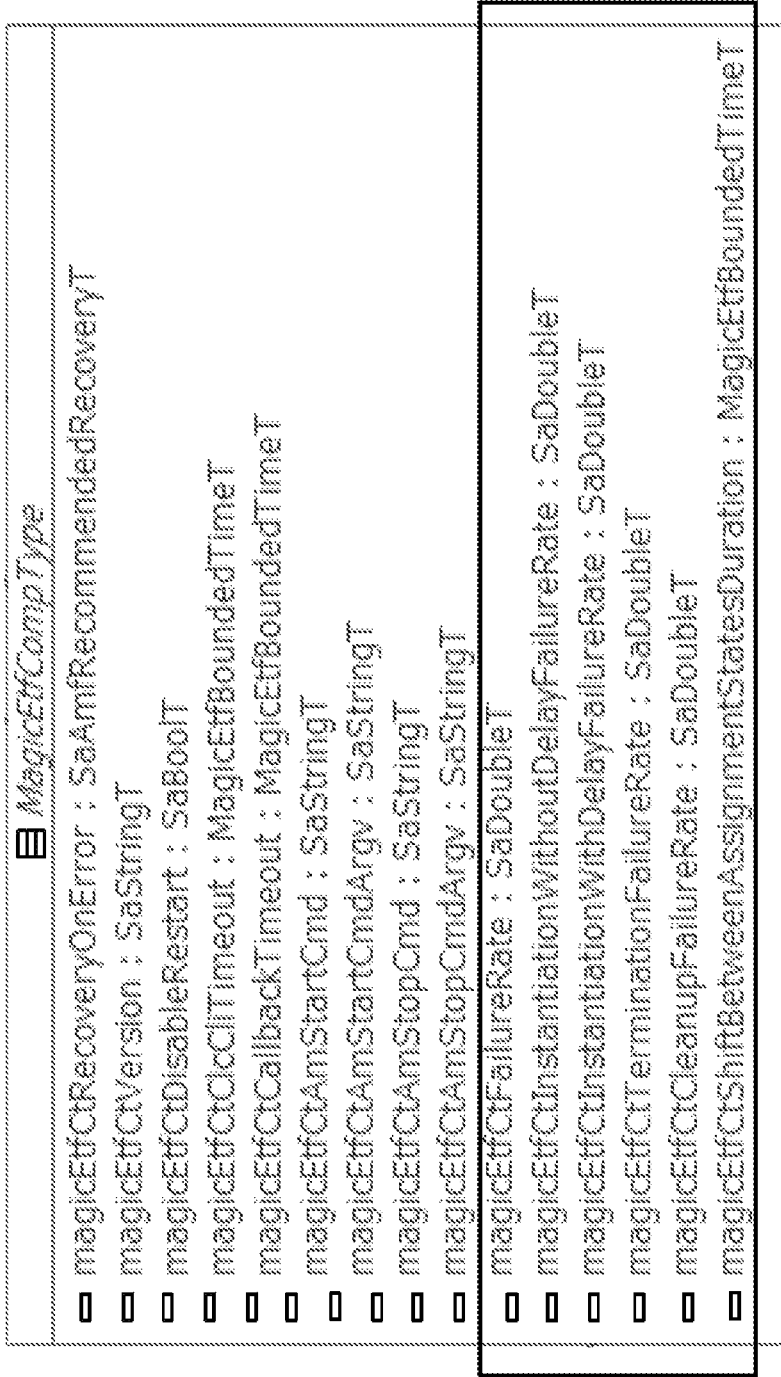 MagicEtfCompType
magicEtfCtRecoveryOnError : SaAmfRecommendedRecoveryT
magicEtfCtVersion : SaStringT
magicEtfCtDisableRestart : SaBoolT
magicEtfCtClcCliTimeout : MagicEtfBoundedTimeT
magicEtfCtCallbackTimeout : MagicEtfBoundedTimeT
magicEtfCtAmStartCmd : SaStringT
magicEtfCtAmStartCmdArgv : SaStringT
magicEtfCtAmStopCmd : SaStringT
magicEtfCtAmStopCmdArgv : SaStringT
magicEtfCtFailureRate : SaDoubleT
magicEtfCtInstantiationWithoutDelayFailureRate : SaDoubleT
magicEtfCtInstantiationWithDelayFailureRate : SaDoubleT
magicEtfCtTerminationFailureRate : SaDoubleT
magicEtfCtCleanupFailureRate : SaDoubleT
magicEtfCtShiftBetweenAssignmentStatesDuration : MagicEtfBoundedTimeT